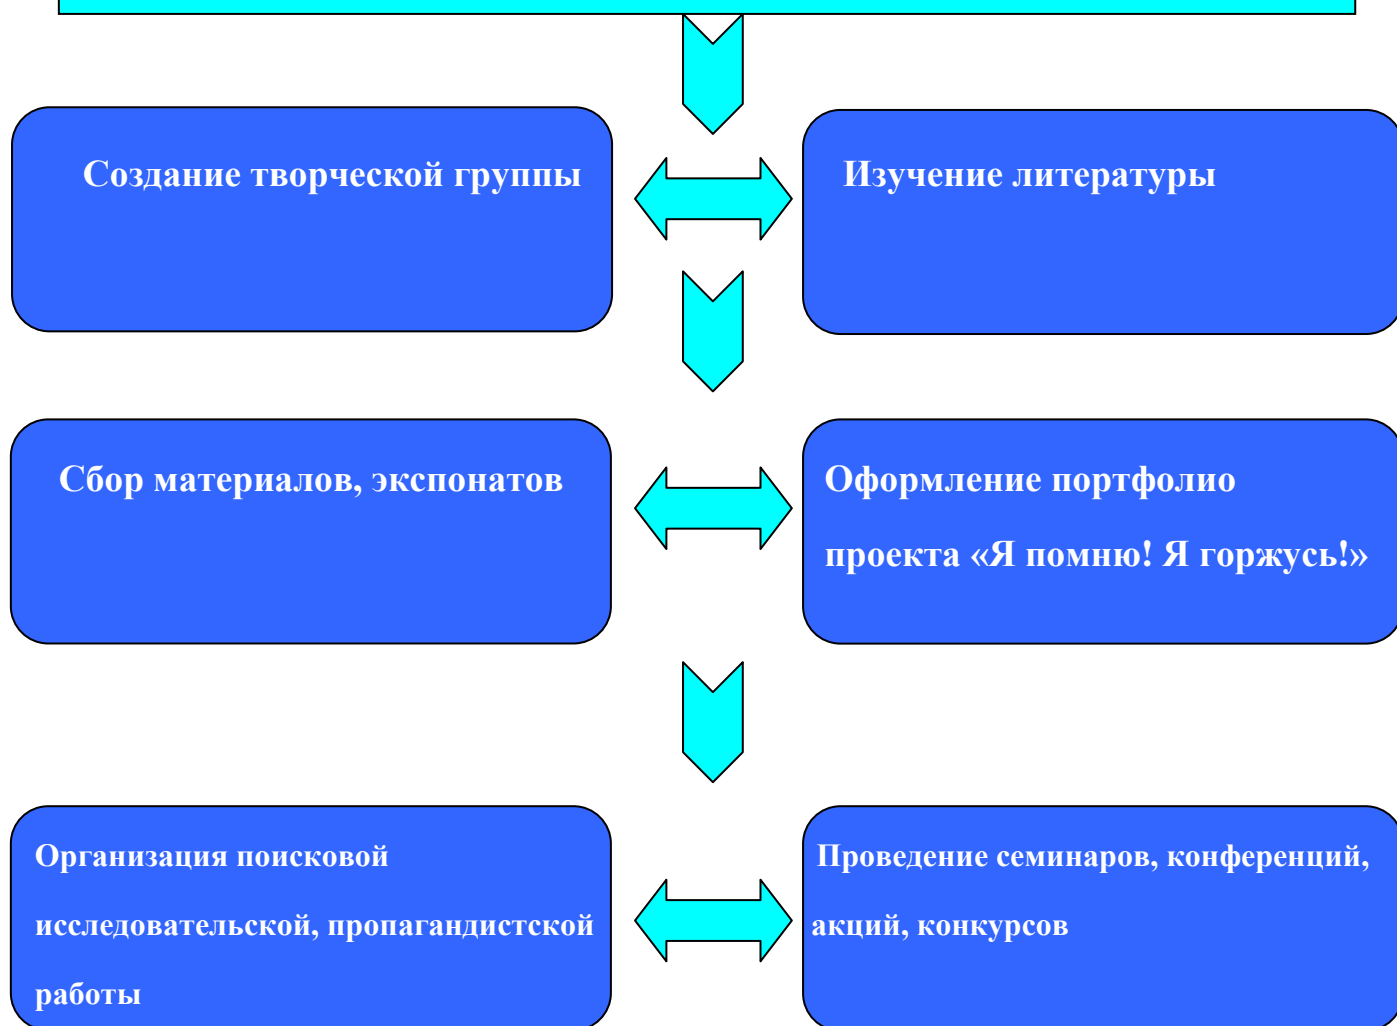 Создание творческой группы
Изучение литературы
Сбор материалов, экспонатов
Оформление портфолио
проекта «Я помню! Я горжусь!»
Организация поисковой
исследовательской, пропагандистской
работы
Проведение семинаров, конференций,
акций, конкурсов